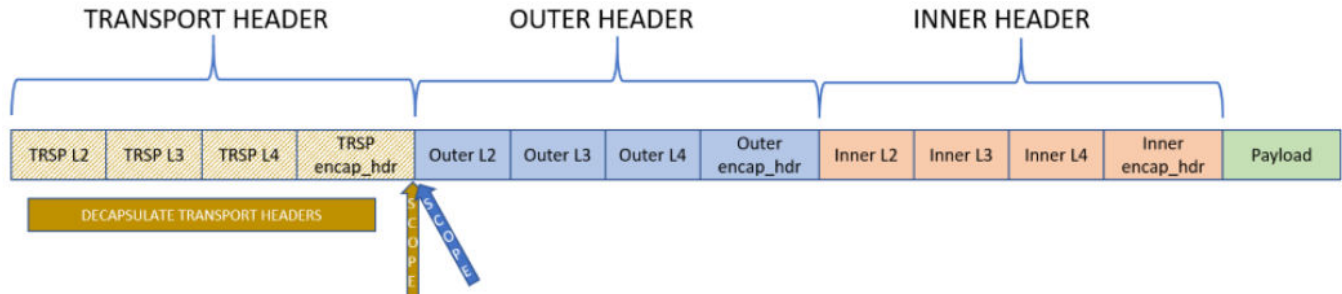 TRANSPORT HEADER
OUTER HEADER
INNER HEADER
TRSP L2
TRSP L3
TRSP L4
TRSP
encap_hdr
Outer L2
Outer L3
Outer L4
Outer
encap_hdr
Inner L2
Inner L3
Inner L4
Inner
encap_hdr
Payload
DECAPSULATE TRANSPORT HEADERS
SCOPE
SCOPE